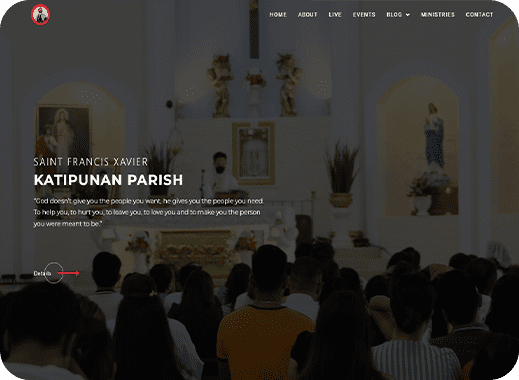 HOME ABOUT LIVE EVENTS BLOG MINISTRIES CONTACT
SAINT FRANCIS XAVIER
KATIPUNAN PARISH
"God doesn't give you the people you want, he gives you the people you need.
To help you, to hurt you, to leave you, to love you and to make you the person
you were meant to be."
Details